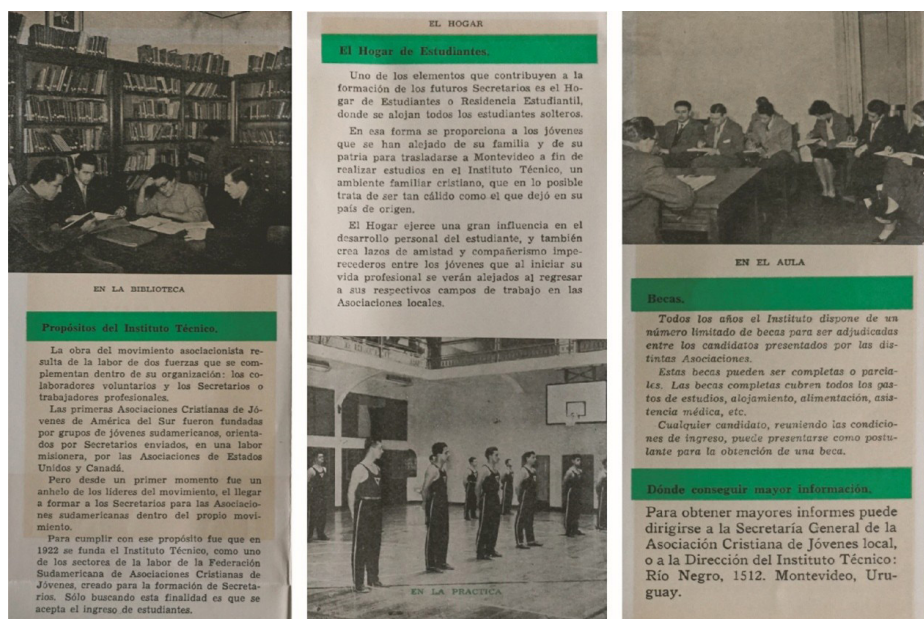 EN LA BIBLIOTECA
Propósitos del Instituto Técnico.
La obra del movimiento asociacionista re-
sulta de la labor de dos fuerzas que se com-
plementan dentro de su organización: los co-
laboradores voluntarios y los Secretarios o
trabajadores profesionales.
Las primeras Asociaciones Cristianas de Jó-
venes de América del Sur fueron fundadas
por grupos de jóvenes sudamericanos, orienta-
dos por Secretarios enviados, en una labor
misionera, por las Asociaciones de Estados
Unidos y Canadá.
Pero desde un primer momento fue un
anhelo de los líderes del movimiento, el llegar
a formar a los Secretarios para las Asociacio-
nes sudamericanas dentro del propio movi-
miento.
Para cumplir con ese propósito fue que en
1922 se funda el Instituto Técnico, como uno
de los sectores de la labor de la Federación
Sudamericana de Asociaciones Cristianas de
Jóvenes, creado para la formación de Secreta-
rios. Sólo buscando esta finalidad es que se
acepta el ingreso de estudiantes.
EL HOGAR
El Hogar de Estudiantes.
Uno de los elementos que contribuyen a la
formación de los futuros Secretarios es el Ho-
gar de Estudiantes o Residencia Estudiantil,
donde se alojan todos los estudiantes solteros.
En esa forma se proporciona a los jóvenes
que se han alejado de su familia y de su
patria para trasladarse a Montevideo a fin de
realizar estudios en el Instituto Técnico, un
ambiente familiar cristiano, que en lo posible
trata de ser tan cálido como el que dejó en su
país de origen.
El Hogar ejerce una gran influencia en el
desarrollo personal del estudiante, y también
crea lazos de amistad y compañerismo impe-
recederos entre los jóvenes que al iniciar su
vida profesional se verán alejados al regresar
a sus respectivos campos de trabajo en las
Asociaciones locales.
EN LA PRACTICA
EN EL AULA
Becas.
Todos los años el Instituto dispone de un
número limitado de becas para ser adjudicadas
entre los candidatos presentados por las dis-
tintas Asociaciones.
Estas becas pueden ser completas o parcia-
les. Las becas completas cubren todos los gas-
tos de estudios, alojamiento, alimentación, asis-
tencia médica, etc.
Cualquier candidato, reuniendo las condicio-
nes de ingreso, puede presentarse como postu-
lante para la obtención de una beca.
Dónde conseguir mayor información.
Para obtener mayores informes puede
dirigirse a la Secretaría General de la
Asociación Cristiana de Jóvenes local,
o a la Dirección del Instituto Técnico:
Río Negro, 1512. Montevideo, Uru-
guay.